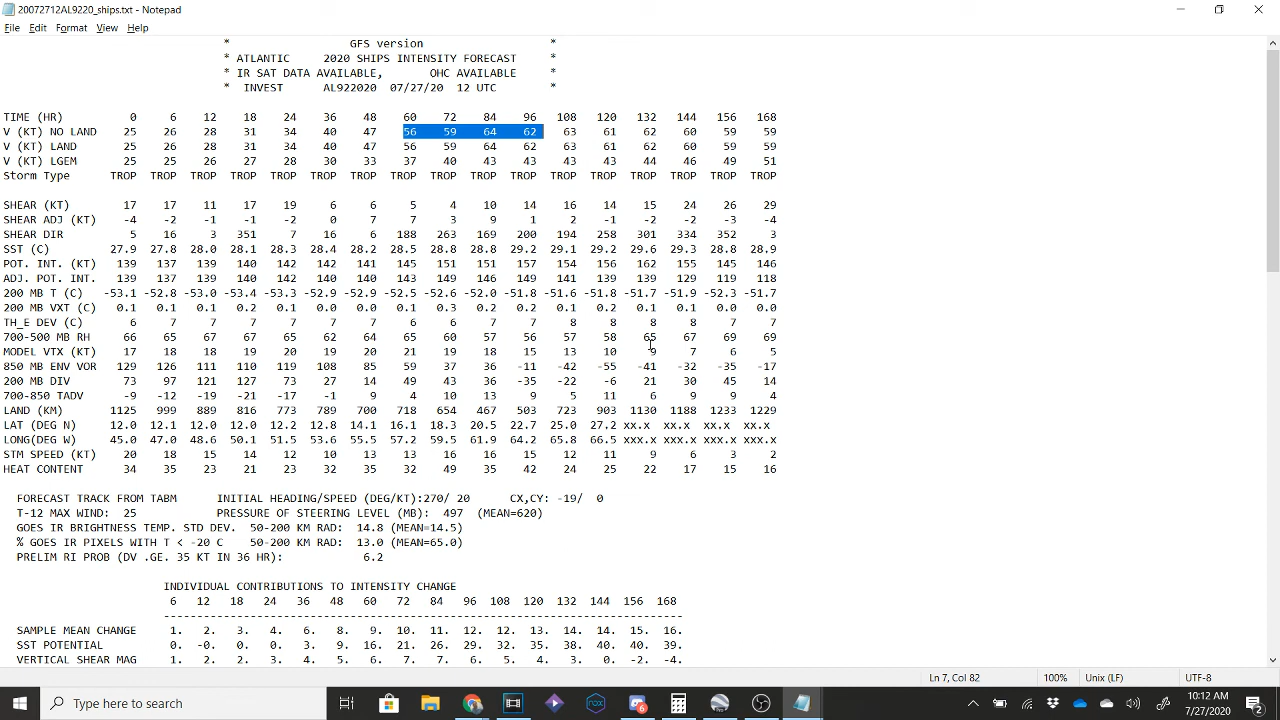 20072712AL9220_ships.txt - Notepad
File Edit Format View Help
* GFS version *
* ATLANTIC 2020 SHIPS INTENSITY FORECAST *
* IR SAT DATA AVAILABLE, OHC AVAILABLE *
* INVEST AL922020 07/27/20 12 UTC *
TIME (HR) 0 6 12 18 24 36 48 60 72 84 96 108 120 132 144 156 168
V (KT) NO LAND 25 26 28 31 34 40 47 56 59 64 62 63 61 62 60 59 59
V (KT) LAND 25 26 28 31 34 40 47 56 59 64 62 63 61 62 60 59 59
V (KT) LGEM 25 25 26 27 28 30 33 37 40 43 43 43 43 44 46 49 51
Storm Type TROP TROP TROP TROP TROP TROP TROP TROP TROP TROP TROP TROP TROP TROP TROP TROP TROP
SHEAR (KT) 17 17 11 17 19 6 6 5 4 10 14 16 14 15 24 26 29
SHEAR ADJ (KT) -4 -2 -1 -1 -2 0 7 7 3 9 1 2 -1 -2 -2 -3 -4
SHEAR DIR 5 16 3 351 7 16 6 188 263 169 200 194 258 301 334 352 3
SST (C) 27.9 27.8 28.0 28.1 28.3 28.4 28.2 28.5 28.8 28.8 29.2 29.1 29.2 29.6 29.3 28.8 28.9
POT. INT. (KT) 139 137 139 140 142 142 141 145 151 151 157 154 156 162 155 145 146
ADJ. POT. INT. 139 139 139 140 142 140 140 143 149 146 149 141 139 139 129 119 118
200 MB T (C) -53.1 -52.8 -53.0 -53.4 -53.3 -52.9 -52.9 -52.5 -52.6 -52.0 -51.8 -51.6 -51.8 -51.7 -51.9 -52.3 -51.7
200 MB VXT (C) 0.1 0.1 0.1 0.2 0.1 0.0 0.0 0.1 0.3 0.2 0.2 0.1 0.2 0.1 0.1 0.0 0.0
TH_E DEV (C) 6 7 7 7 7 7 7 6 6 7 7 8 8 8 8 7 7
700-500 MB RH 66 65 67 67 65 62 64 65 60 57 56 57 58 65 67 69 69
MODEL VTX (KT) 17 18 18 19 20 19 20 21 19 18 15 13 10 9 7 6 5
850 MB ENV VOR 129 126 111 110 119 108 85 59 37 36 -11 -42 -55 -41 -32 -35 -17
200 MB DIV 73 97 121 127 73 27 14 49 43 36 -35 -22 -6 21 30 45 14
700-850 TADV -9 -12 -19 -21 -17 -1 9 4 10 13 9 5 11 6 9 9 4
LAND (KM) 1125 999 889 816 773 789 700 718 654 467 503 723 903 1130 1188 1233 1229
LAT (DEG N) 12.0 12.1 12.0 12.0 12.2 12.8 14.1 16.1 18.3 20.5 22.7 25.0 27.2 xx.x xx.x xx.x xx.x
LONG(DEG W) 45.0 47.0 48.6 50.1 51.5 53.6 55.5 57.2 59.5 61.9 64.2 65.8 66.5 xxx.x xxx.x xxx.x xxx.x
STM SPEED (KT) 20 18 15 14 12 10 13 13 16 16 15 12 11 9 6 3 2
HEAT CONTENT 34 35 23 21 23 32 35 32 49 35 42 24 25 22 17 15 16
FORECAST TRACK FROM TABM INITIAL HEADING/SPEED (DEG/KT):270/ 20 CX,CY: -19/ 0
T-12 MAX WIND: 25 PRESSURE OF STEERING LEVEL (MB): 497 (MEAN=620)
GOES IR BRIGHTNESS TEMP. STD DEV. 50-200 KM RAD: 14.8 (MEAN=14.5)
% GOES IR PIXELS WITH T < -20 C 50-200 KM RAD: 13.0 (MEAN=65.0)
PRELIM RI PROB (DV .GE. 35 KT IN 36 HR): 6.2
INDIVIDUAL CONTRIBUTIONS TO INTENSITY CHANGE
6 12 18 24 36 48 60 72 84 96 108 120 132 144 156 168
----------------------------------------------------------------------
SAMPLE MEAN CHANGE 1. 2. 3. 4. 6. 8. 9. 10. 11. 12. 12. 13. 14. 14. 15. 16.
SST POTENTIAL 0. -0. 0. 0. 3. 9. 16. 21. 26. 29. 32. 35. 38. 40. 40. 39.
VERTICAL SHEAR MAG 1. 2. 2. 3. 4. 5. 6. 7. 7. 6. 5. 4. 3. 0. -2. -4.
Ln 7, Col 82 100% Unix (LF) UTF-8
Type here to search
6
10:12 AM
7/27/2020
2